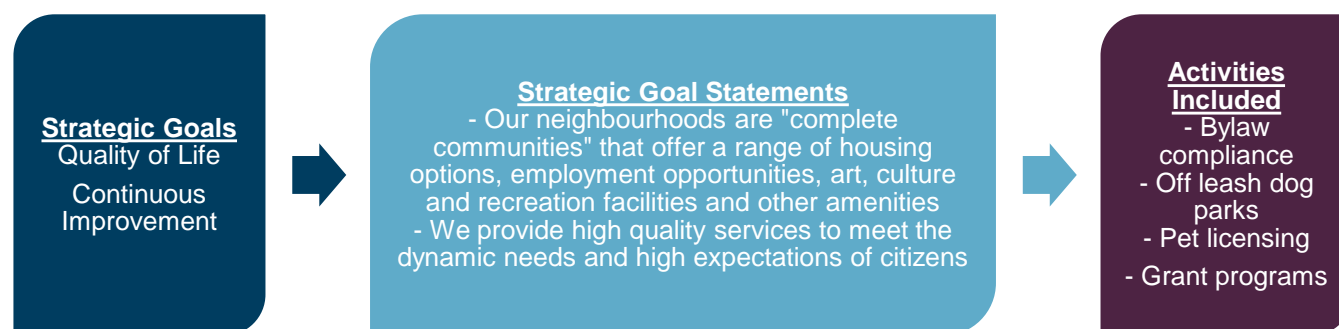 Strategic Goals
Quality of Life
Continuous
Improvement
Strategic Goal Statements
- Our neighbourhoods are "complete
communities" that offer a range of housing
options, employment opportunities, art, culture
and recreation facilities and other amenities
- We provide high quality services to meet the
dynamic needs and high expectations of citizens
Activities
Included
- Bylaw
compliance
- Off leash dog
parks
- Pet licensing
- Grant programs